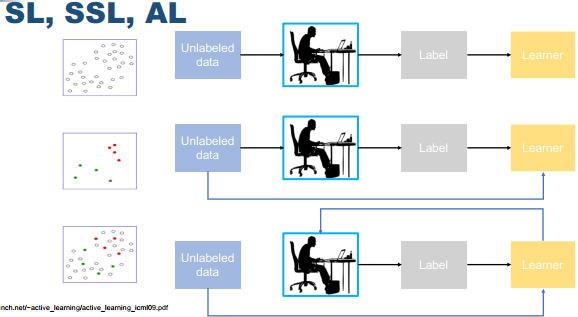 SL, SSL, AL
Unlabeled
data
Label
Learner
Unlabeled
data
Label
Learner
Unlabeled
data
Label
Learner
nch.net/~active_learning/active_learning_icml09.pdf